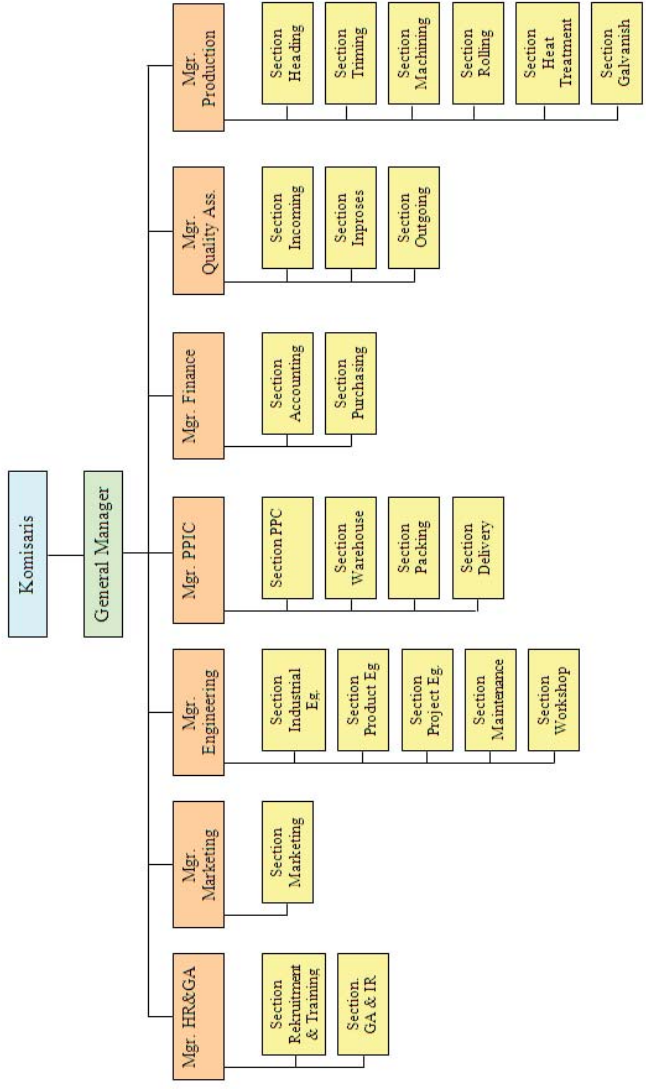 Komisaris
General Manager
Mgr. HR&GA
Section
Rekruitment
& Training
Section.
GA & IR
Mgr.
Marketing
Section
Marketing
Mgr.
Engineering
Section
Industrial
Eg.
Section
Product Eg
Section
Project Eg.
Section
Maintenance
Section
Workshop
Mgr. PPIC
Section PPC
Section
Warehouse
Section
Packing
Section
Delivery
Mgr. Finance
Section
Accounting
Section
Purchasing
Mgr.
Quality Ass.
Section
Incoming
Section
Inproses
Section
Outgoing
Mgr.
Production
Section
Heading
Section
Triming
Section
Machining
Section
Rolling
Section
Heat
Treatment
Section
Galvanish